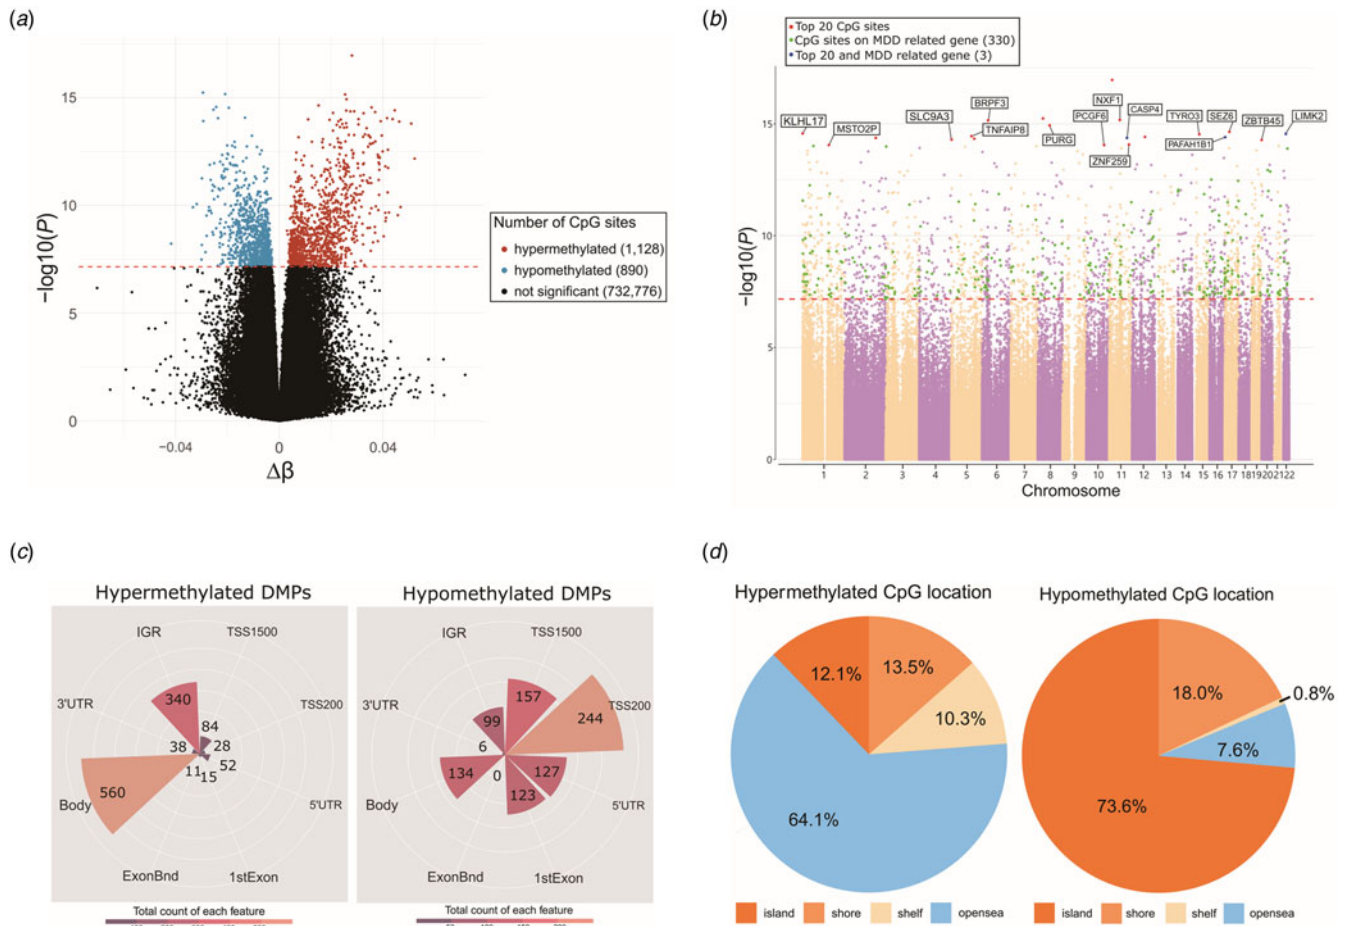 (a)
15
10
5
0
−log10(P)
−0.04
0
0.04
Δβ
Number of CpG sites
hypermethylated (1,128)
hypomethylated (890)
not significant (732,776)
(b)
Top 20 CpG sites
CpG sites on MDD related gene (330)
Top 20 and MDD related gene (3)
15
10
5
0
−log10(P)
KLHL17
MSTO2P
SLC9A3
BRPF3
TNFAIP8
PURG
NXF1
PCGF6
CASP4
ZNF259
TYRO3
SEZ6
PAFAH1B1
ZBTB45
LIMK2
1 2 3 4 5 6 7 8 9 10 11 12 13 14 15 16 17 18 19 20 21 22
Chromosome
(c)
Hypermethylated DMPs
IGR
TSS1500
3'UTR
TSS200
Body
5'UTR
ExonBnd
1stExon
340
84
38
28
52
11
15
560
Total count of each feature
Hypomethylated DMPs
IGR
TSS1500
3'UTR
TSS200
Body
5'UTR
ExonBnd
1stExon
157
99
244
6
134
0
127
123
Total count of each feature
(d)
Hypermethylated CpG location
12.1%
13.5%
10.3%
64.1%
island
shore
shelf
opensea
Hypomethylated CpG location
18.0%
0.8%
7.6%
73.6%
island
shore
shelf
opensea